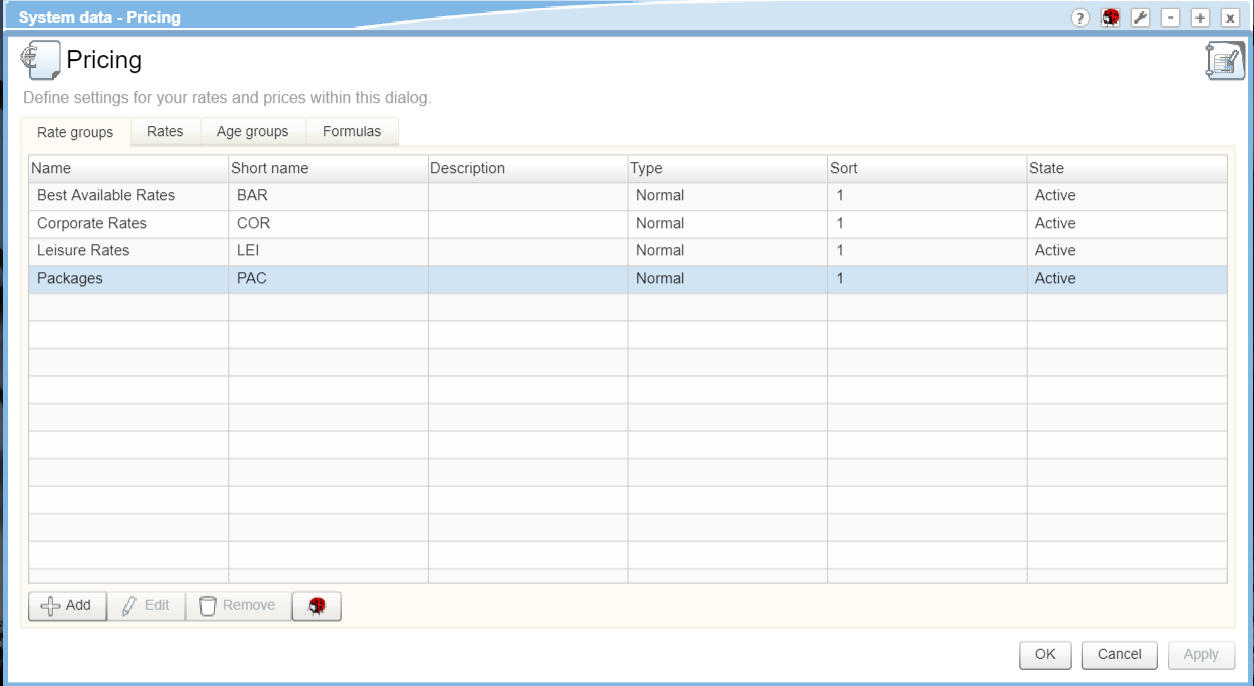 System data - Pricing
? - + x
€ Pricing
Define settings for your rates and prices within this dialog.
Rate groups Rates Age groups Formulas
Name Short name Description Type Sort State
Best Available Rates BAR Normal 1 Active
Corporate Rates COR Normal 1 Active
Leisure Rates LEI Normal 1 Active
Packages PAC Normal 1 Active
Add Edit Remove
OK Cancel Apply